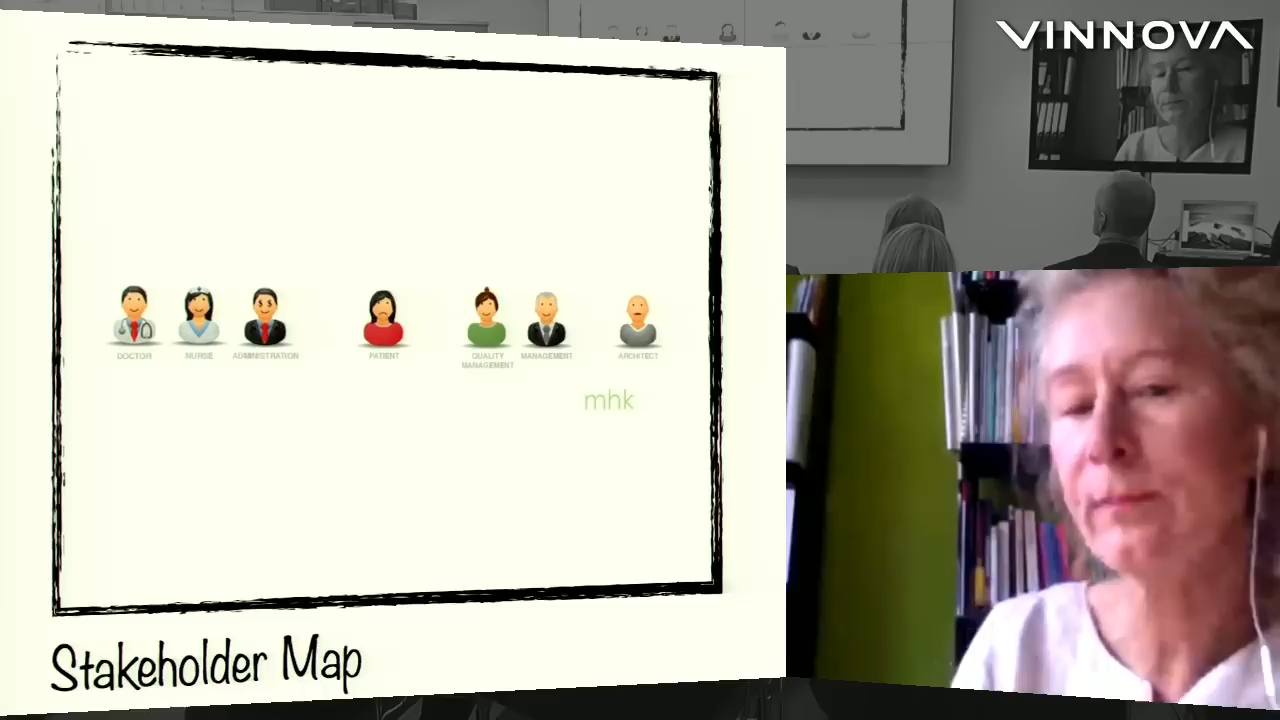 VINNOVA
DOCTOR
NURSE
ADMINISTRATION
PATIENT
QUALITY
MANAGEMENT
MANAGEMENT
ARCHITECT
mhk
Stakeholder Map